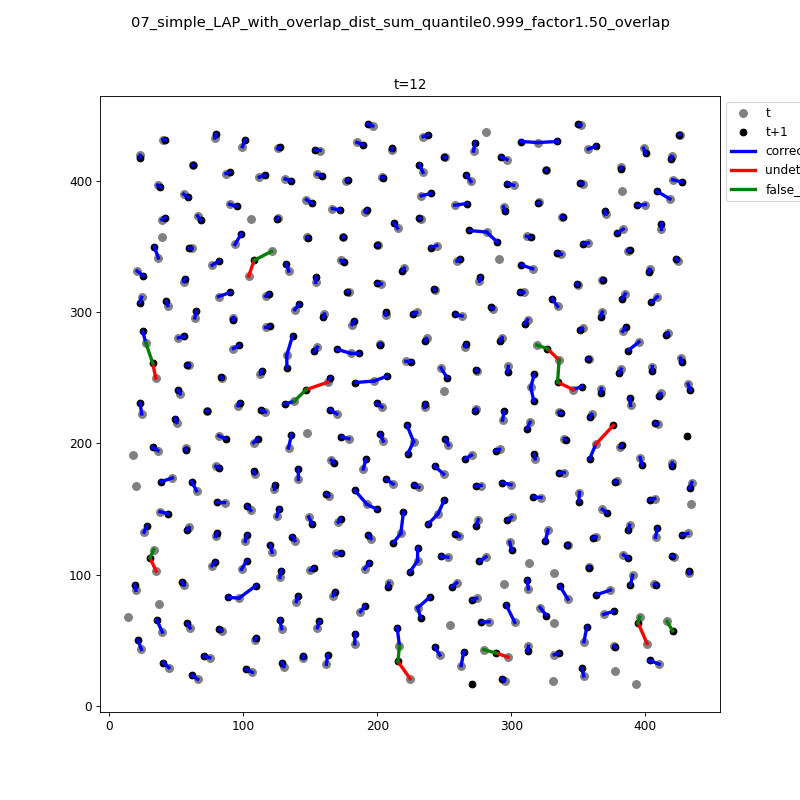 07_simple_LAP_with_overlap_dist_sum_quantile0.999_factor1.50_overlap
t=12
t
t+1
correc
undet
false_
400
300
200
100
0
0 100 200 300 400